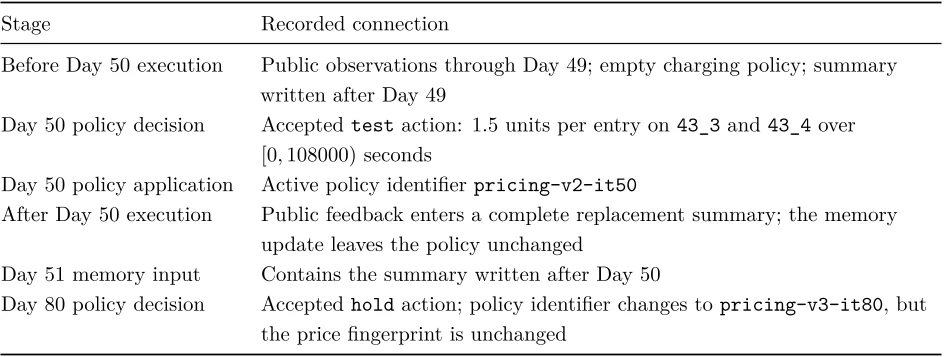 Stage Recorded connection
Before Day 50 execution Public observations through Day 49; empty charging policy; summary
written after Day 49
Day 50 policy decision Accepted test action: 1.5 units per entry on 43_3 and 43_4 over
[0, 108000) seconds
Day 50 policy application Active policy identifier pricing-v2-it50
After Day 50 execution Public feedback enters a complete replacement summary; the memory
update leaves the policy unchanged
Day 51 memory input Contains the summary written after Day 50
Day 80 policy decision Accepted hold action; policy identifier changes to pricing-v3-it80, but
the price fingerprint is unchanged